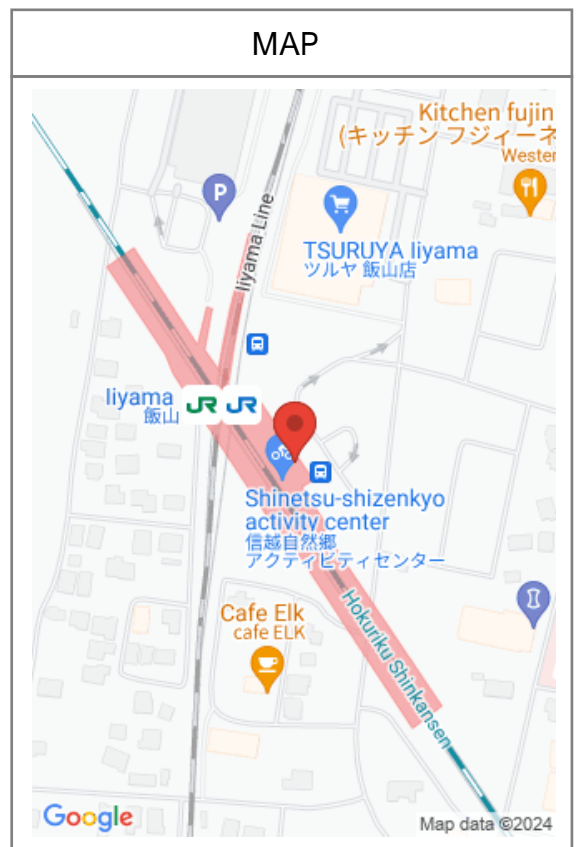 MAP
Kitchen fujin
(キッチン フジィーネ
Wester
P
Iiyama Line
TSURUYA Iiyama
ツルヤ 飯山店
Iiyama
飯山
JR JR
Shinetsu-shizenkyo
activity center
信越自然郷
アクティビティセンター
Cafe Elk
cafe ELK
Hokuriku Shinkansen
Google
Map data ©2024